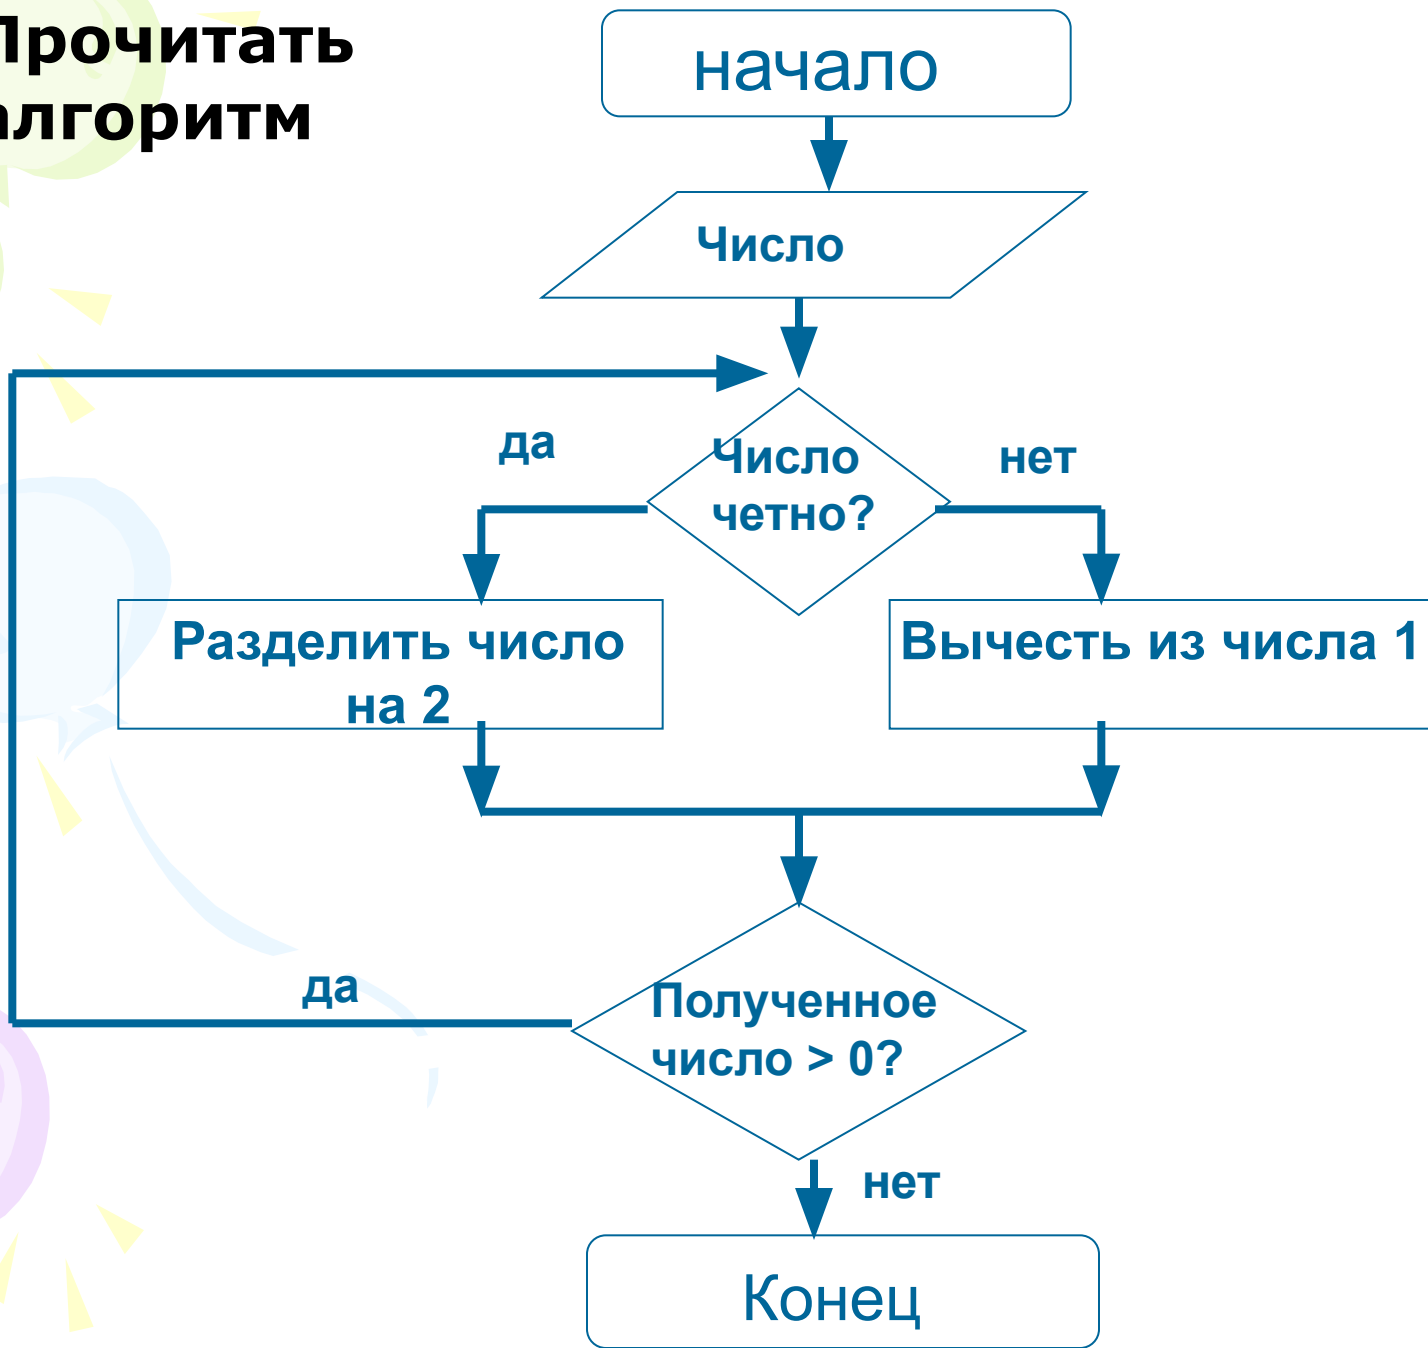 Прочитать
алгоритм
начало
Число
да
Число
четно?
нет
Разделить число
на 2
Вычесть из числа 1
да
Полученное
число > 0?
нет
Конец